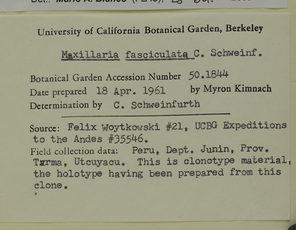 University of California Botanical Garden, Berkeley
Maxillaria fasciculata C. Schweinf.
Botanical Garden Accession Number 50.1844
Date prepared 18 Apr. 1961 by Myron Kimnach
Determination by C. Schweinfurth
Source: Felix Woytkowski #21, UCBG Expeditions
to the Andes #35546.
Field collection data: Peru, Dept. Junin, Prov.
Tarma, Utcuyacu. This is clonotype material,
the holotype having been prepared from this
clone.